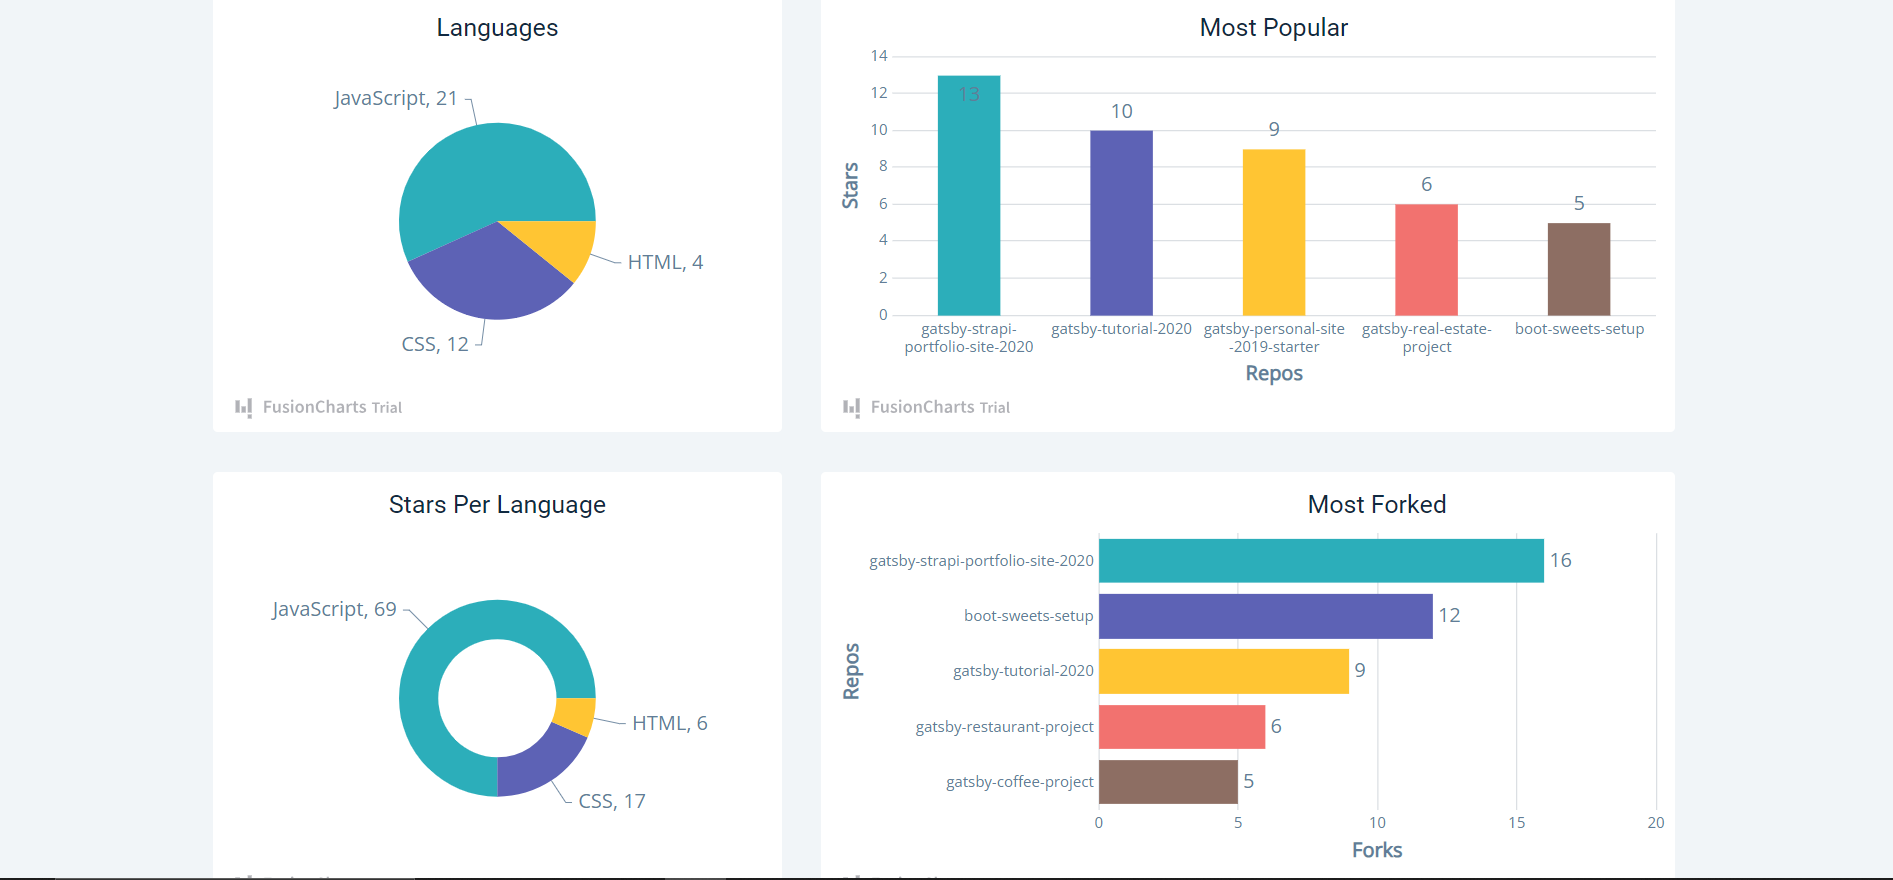 Languages
JavaScript, 21
HTML, 4
CSS, 12
FusionCharts Trial
Most Popular
14
12
10
8
6
4
2
0
Stars
13
10
9
6
5
gatsby-strapi-
portfolio-site-2020
gatsby-tutorial-2020
gatsby-personal-site
-2019-starter
gatsby-real-estate-
project
boot-sweets-setup
Repos
FusionCharts Trial
Stars Per Language
JavaScript, 69
HTML, 6
CSS, 17
Most Forked
Repos
gatsby-strapi-portfolio-site-2020
16
boot-sweets-setup
12
gatsby-tutorial-2020
9
gatsby-restaurant-project
6
gatsby-coffee-project
5
0
5
10
15
20
Forks